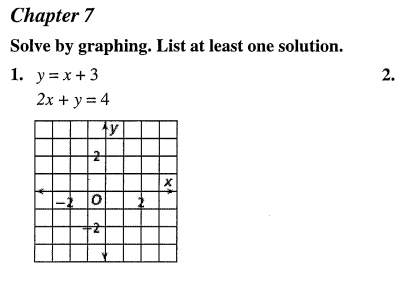 Chapter 7
Solve by graphing. List at least one solution.
1. y = x + 3
2.
2x + y = 4
y
2
x
-2 O 2
-2